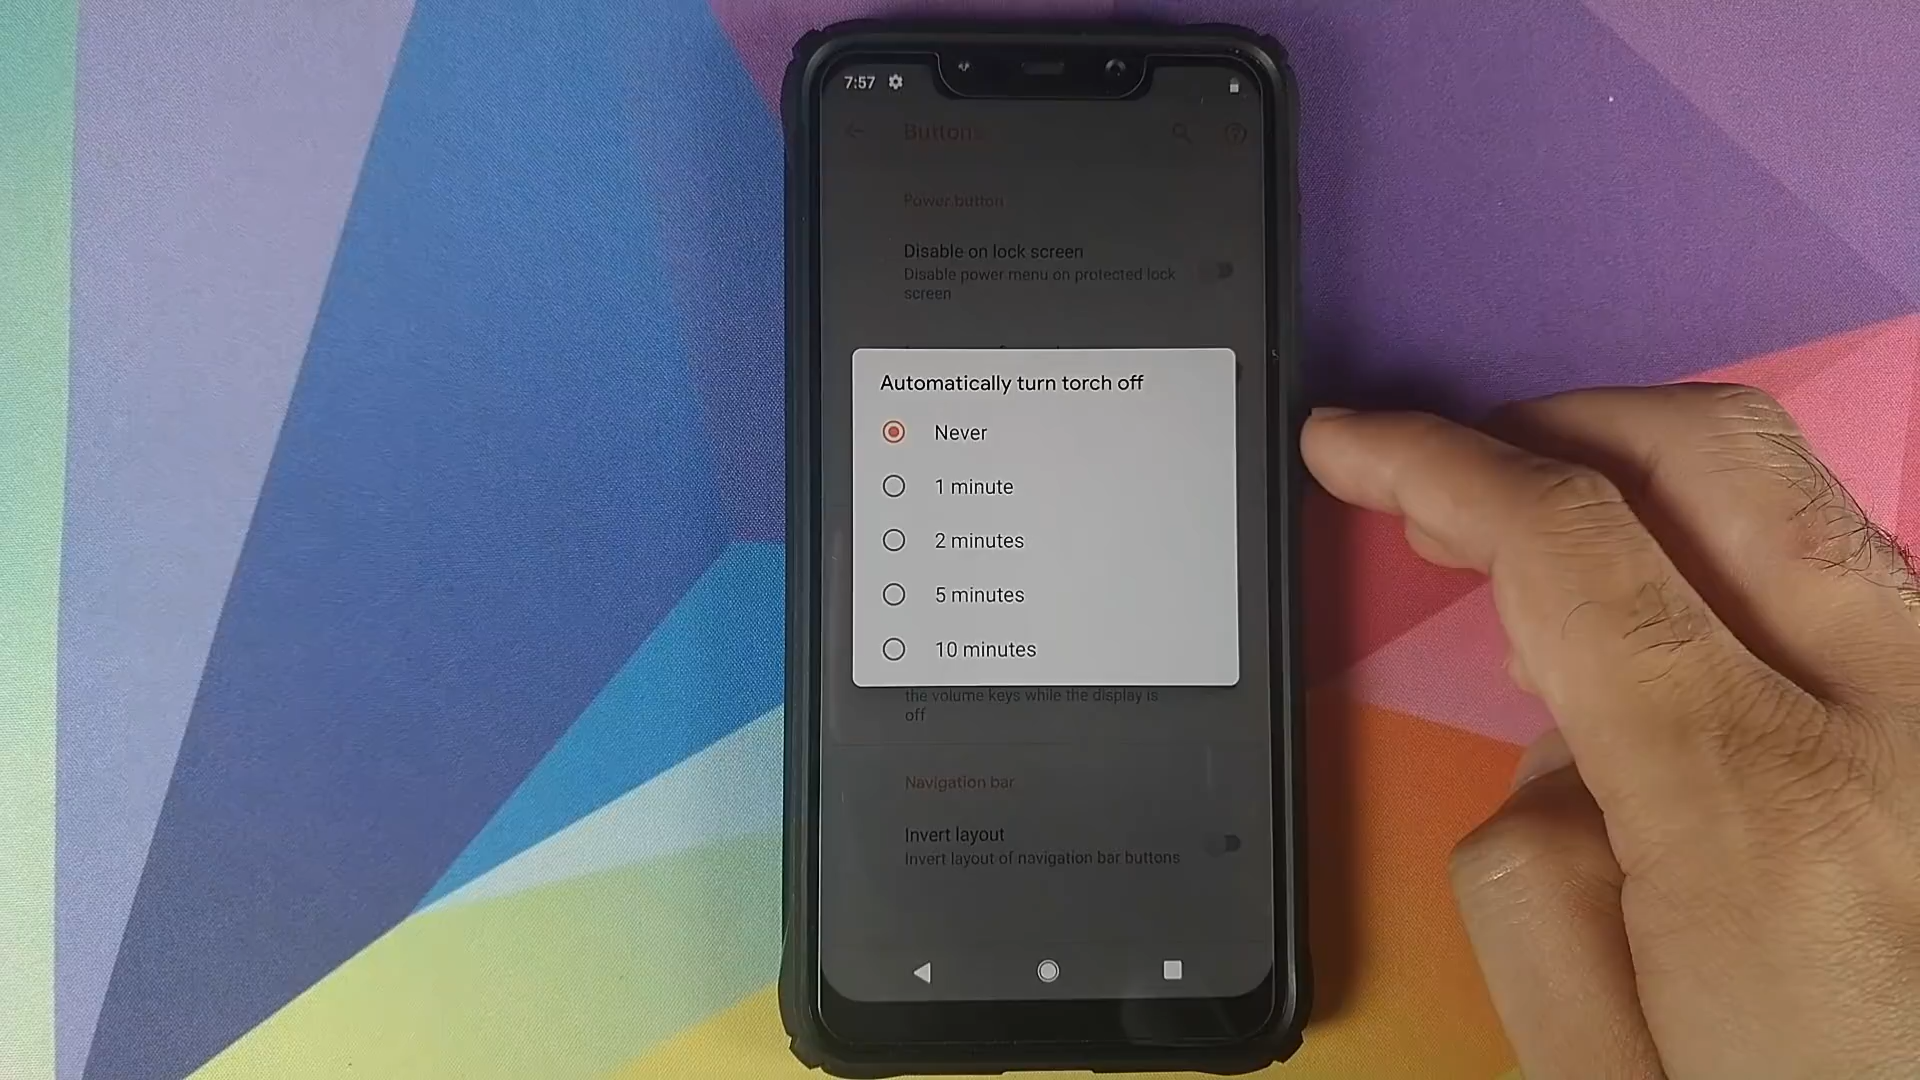 7:57
Buttons
Power button
Disable on lock screen
Disable power menu on protected lock
screen
Automatically turn torch off
Never
1 minute
2 minutes
5 minutes
10 minutes
the volume keys while the display is
off
Navigation bar
Invert layout
Invert layout of navigation bar buttons